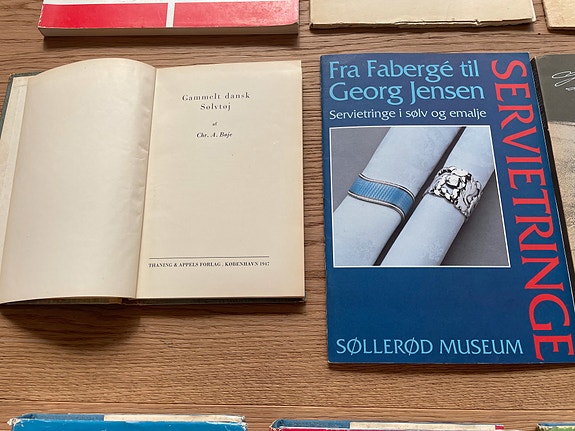 Gammelt dansk
Sølvtøj
af
Chr. A. Bøje
THANING & APPELS FORLAG . KØBENHAVN 1947
Fra Fabergé til
Georg Jensen
Servietringe i sølv og emalje
SERVIETRINGE
SØLLERØD MUSEUM